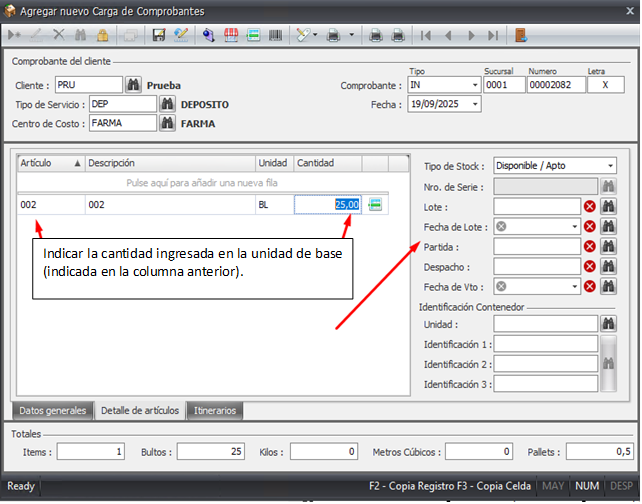 Agregar nuevo Carga de Comprobantes
Comprobante del cliente
Cliente : PRU Prueba
Tipo de Servicio : DEP DEPOSITO
Centro de Costo : FARMA FARMA
Tipo Sucursal Numero Letra
Comprobante : IN 0001 00002082 X
Fecha : 19/09/2025
Artículo Descripción Unidad Cantidad
Pulse aquí para añadir una nueva fila
002 002 BL 25,00
Indicar la cantidad ingresada en la unidad de base
(indicada en la columna anterior).
Tipo de Stock : Disponible / Apto
Nro. de Serie :
Lote :
Fecha de Lote :
Partida :
Despacho :
Fecha de Vto :
Identificación Contenedor
Unidad :
Identificación 1 :
Identificación 2 :
Identificación 3 :
Datos generales Detalle de artículos Itinerarios
Totales
Items : 1 Bultos : 25 Kilos : 0 Metros Cúbicos : 0 Pallets : 0,5
Ready F2 - Copia Registro F3 - Copia Celda MAY NUM DESP